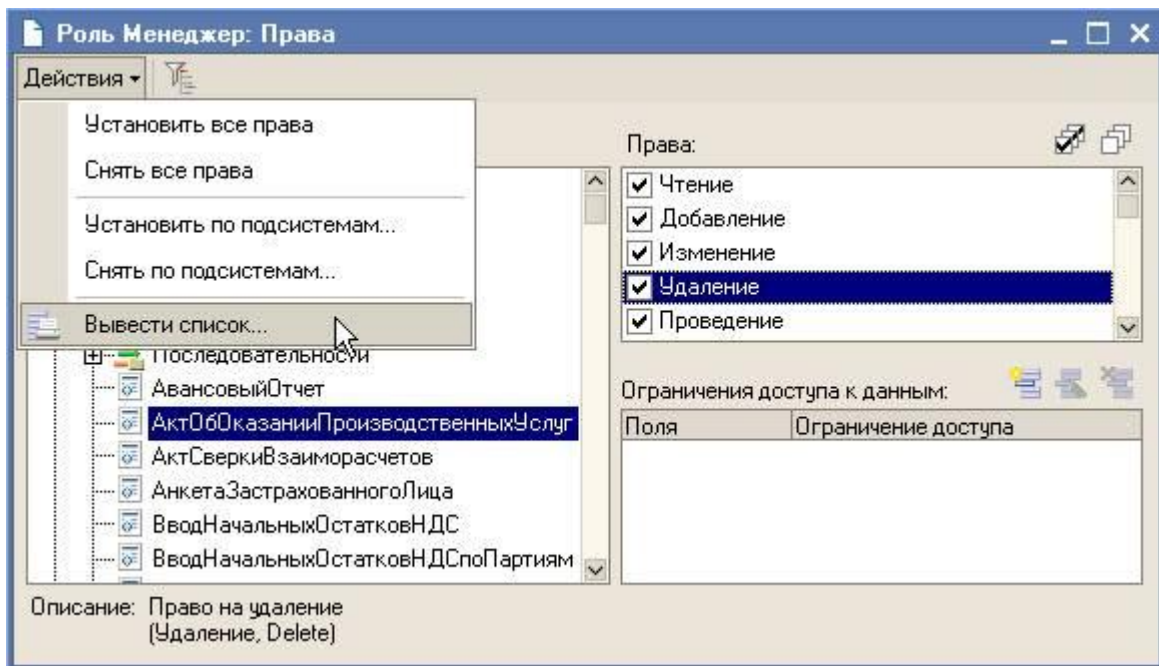 Роль Менеджер: Права
Действия
Установить все права
Снять все права
Установить по подсистемам...
Снять по подсистемам...
Вывести список...
Последовательности
АвансовыйОтчет
АктОбОказанииПроизводственныхУслуг
АктСверкиВзаиморасчетов
АнкетаЗастрахованногоЛица
ВводНачальныхОстатковНДС
ВводНачальныхОстатковНДСпоПартиям
Права:
Чтение
Добавление
Изменение
Удаление
Проведение
Ограничения доступа к данным:
Поля Ограничение доступа
Описание: Право на удаление
(Удаление, Delete)